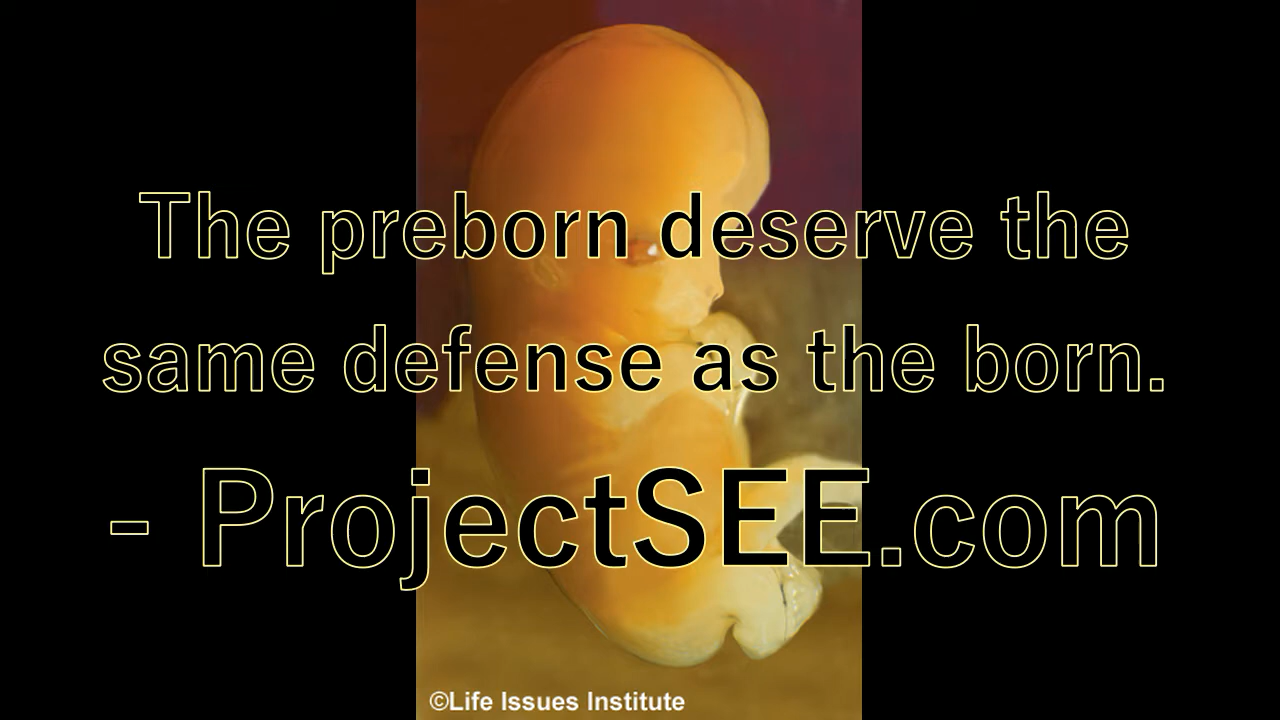 The preborn deserve the
same defense as the born.
- ProjectSEE.com
©Life Issues Institute